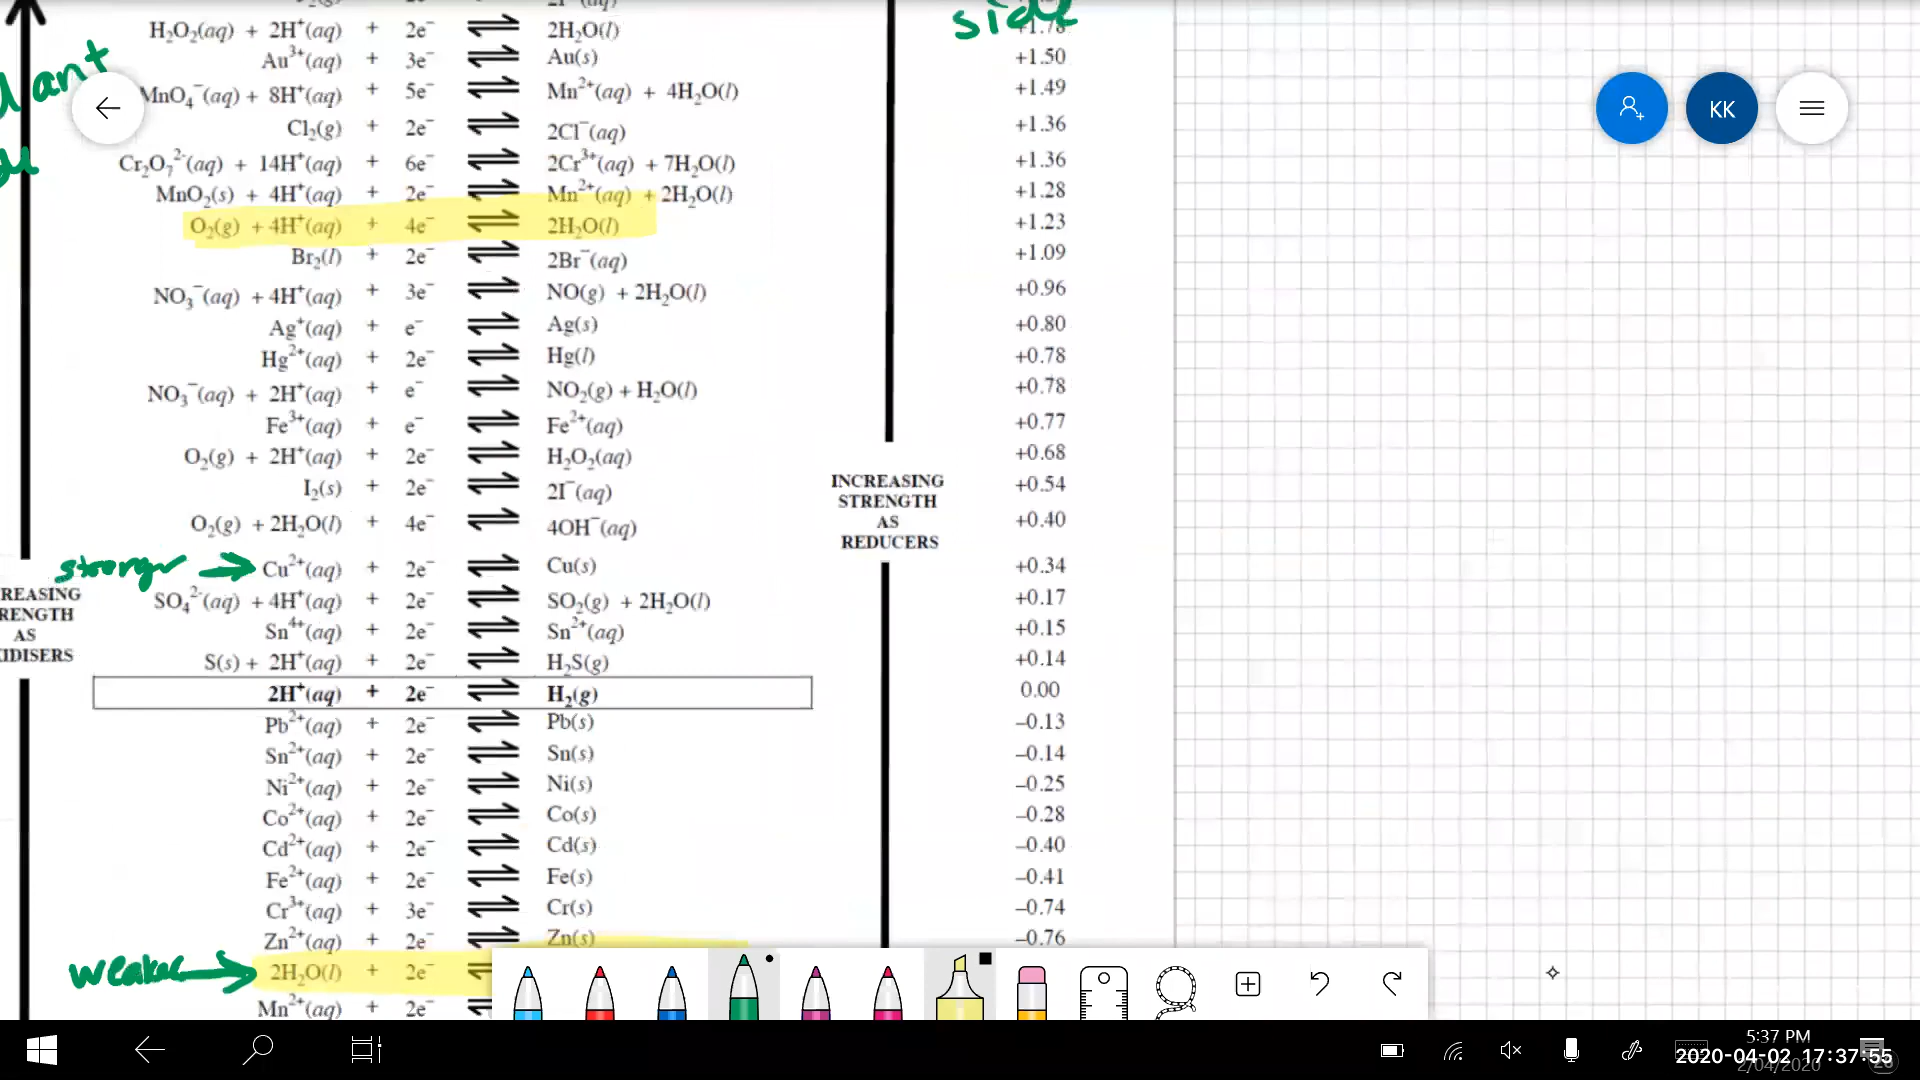 side
H₂O₂(aq) + 2H⁺(aq) + 2e⁻ ⇌ 2H₂O(l) +1.78
Au³⁺(aq) + 3e⁻ ⇌ Au(s) +1.50
MnO₄⁻(aq) + 8H⁺(aq) + 5e⁻ ⇌ Mn²⁺(aq) + 4H₂O(l) +1.49
Cl₂(g) + 2e⁻ ⇌ 2Cl⁻(aq) +1.36
Cr₂O₇²⁻(aq) + 14H⁺(aq) + 6e⁻ ⇌ 2Cr³⁺(aq) + 7H₂O(l) +1.36
MnO₂(s) + 4H⁺(aq) + 2e⁻ ⇌ Mn²⁺(aq) + 2H₂O(l) +1.28
O₂(g) + 4H⁺(aq) + 4e⁻ ⇌ 2H₂O(l) +1.23
Br₂(l) + 2e⁻ ⇌ 2Br⁻(aq) +1.09
NO₃⁻(aq) + 4H⁺(aq) + 3e⁻ ⇌ NO(g) + 2H₂O(l) +0.96
Ag⁺(aq) + e⁻ ⇌ Ag(s) +0.80
Hg²⁺(aq) + 2e⁻ ⇌ Hg(l) +0.78
NO₃⁻(aq) + 2H⁺(aq) + e⁻ ⇌ NO₂(g) + H₂O(l) +0.78
Fe³⁺(aq) + e⁻ ⇌ Fe²⁺(aq) +0.77
O₂(g) + 2H⁺(aq) + 2e⁻ ⇌ H₂O₂(aq) +0.68
I₂(s) + 2e⁻ ⇌ 2I⁻(aq) +0.54
O₂(g) + 2H₂O(l) + 4e⁻ ⇌ 4OH⁻(aq) +0.40
INCREASING
STRENGTH
AS
REDUCERS
stronger → Cu²⁺(aq) + 2e⁻ ⇌ Cu(s) +0.34
SO₄²⁻(aq) + 4H⁺(aq) + 2e⁻ ⇌ SO₂(g) + 2H₂O(l) +0.17
Sn⁴⁺(aq) + 2e⁻ ⇌ Sn²⁺(aq) +0.15
S(s) + 2H⁺(aq) + 2e⁻ ⇌ H₂S(g) +0.14
REASING
RENGTH
AS
IDISERS
2H⁺(aq) + 2e⁻ ⇌ H₂(g) 0.00
Pb²⁺(aq) + 2e⁻ ⇌ Pb(s) –0.13
Sn²⁺(aq) + 2e⁻ ⇌ Sn(s) –0.14
Ni²⁺(aq) + 2e⁻ ⇌ Ni(s) –0.25
Co²⁺(aq) + 2e⁻ ⇌ Co(s) –0.28
Cd²⁺(aq) + 2e⁻ ⇌ Cd(s) –0.40
Fe²⁺(aq) + 2e⁻ ⇌ Fe(s) –0.41
Cr³⁺(aq) + 3e⁻ ⇌ Cr(s) –0.74
Zn²⁺(aq) + 2e⁻ ⇌ Zn(s) –0.76
weaker → 2H₂O(l) + 2e⁻
Mn²⁺(aq) + 2e⁻
KK
5:37 PM
2020-04-02 17:37:55
2/04/2020